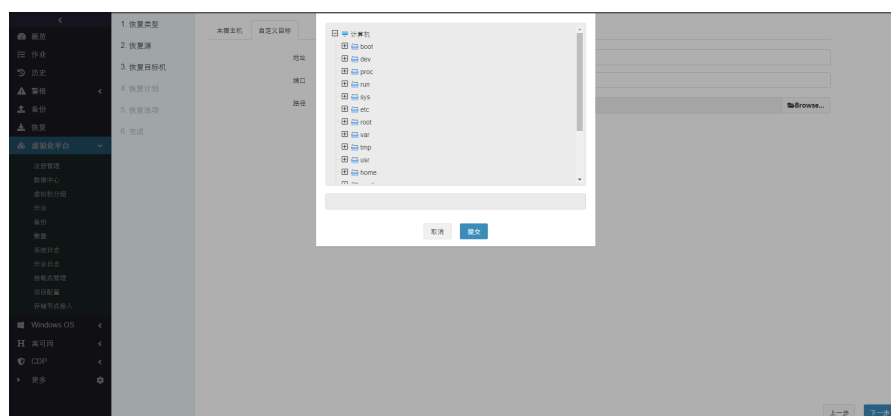 概览
作业
历史
警报
备份
恢复
虚拟化平台
注册管理
数据中心
虚拟机分组
作业
备份
恢复
系统日志
作业日志
挂载点管理
项目配置
存储节点接入
Windows OS
H 高可用
CDP
更多
1. 恢复类型
2. 恢复源
3. 恢复目标机
4. 恢复计划
5. 恢复选项
6. 完成
本宿主机 自定义目标
地址
端口
路径
Browse...
计算机
boot
dev
proc
run
sys
etc
root
var
tmp
usr
home
取消 提交
上一步 下一步